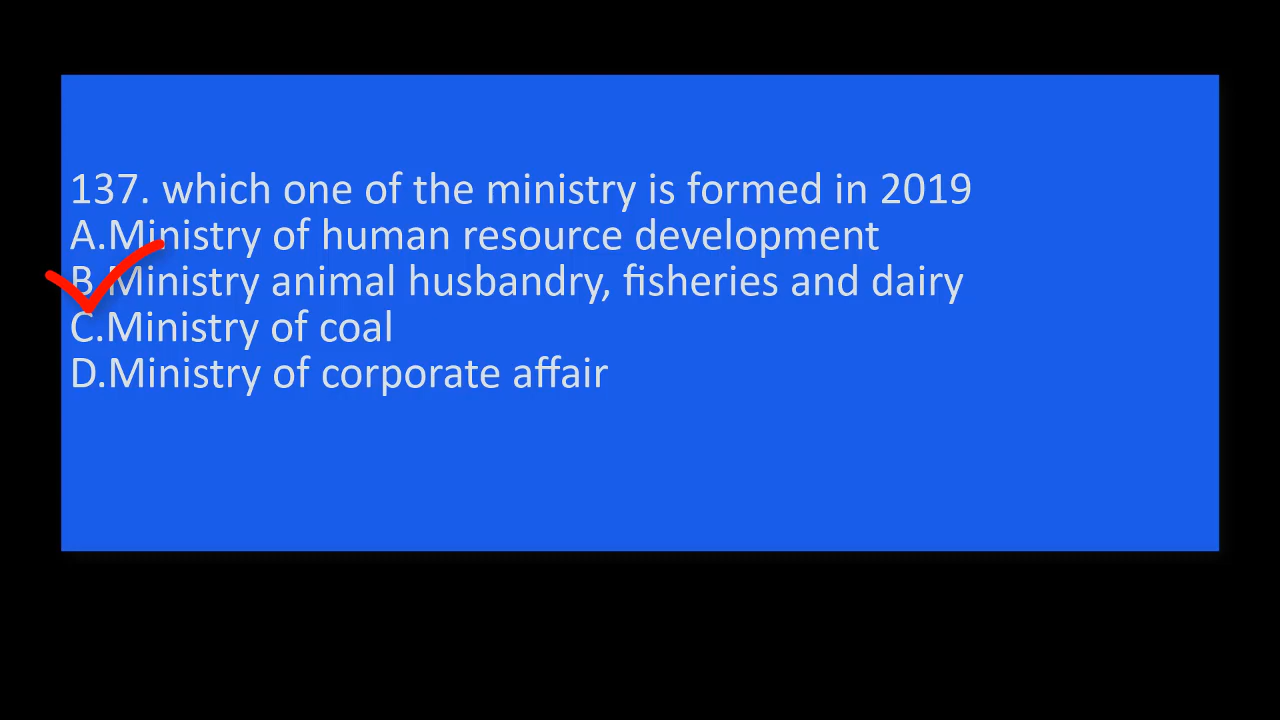 137. which one of the ministry is formed in 2019
A.Ministry of human resource development
B.Ministry animal husbandry, fisheries and dairy
C.Ministry of coal
D.Ministry of corporate affair